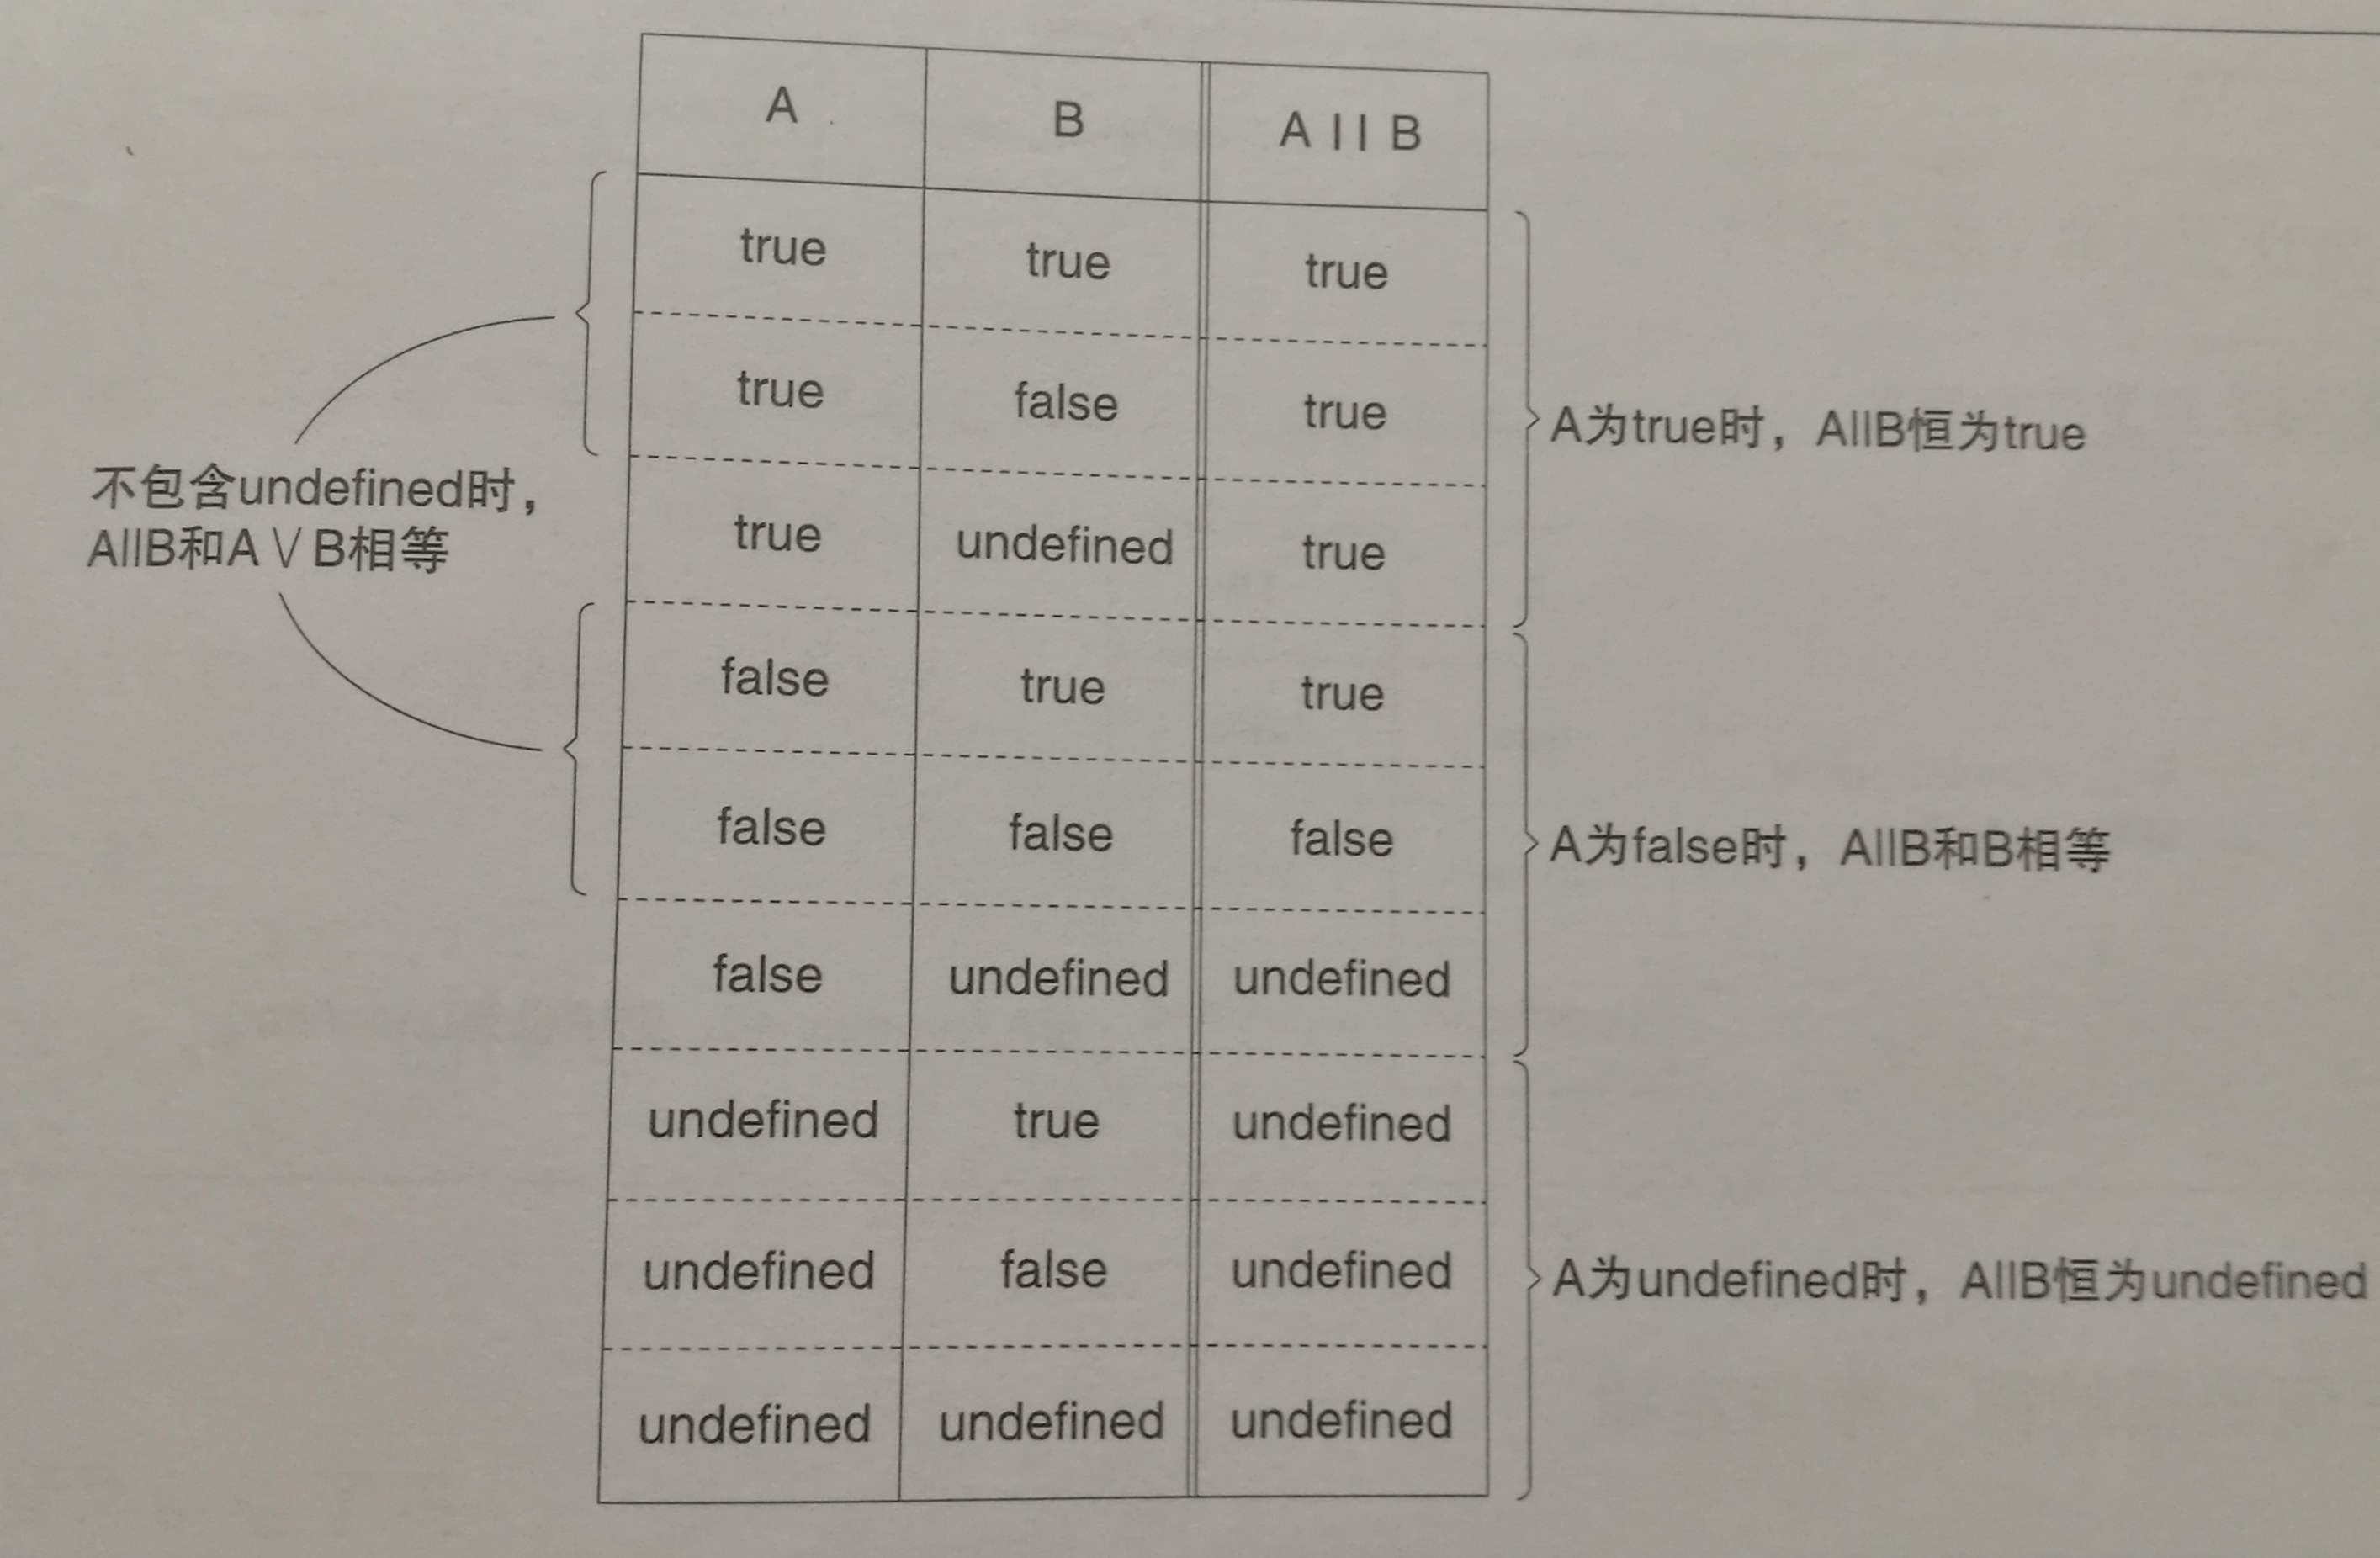 A B A || B
true true true
true false true
true undefined true
A为true时，A||B恒为true
不包含undefined时，
A||B和A∨B相等
false true true
false false false
false undefined undefined
A为false时，A||B和B相等
undefined true undefined
undefined false undefined
undefined undefined undefined
A为undefined时，A||B恒为undefined